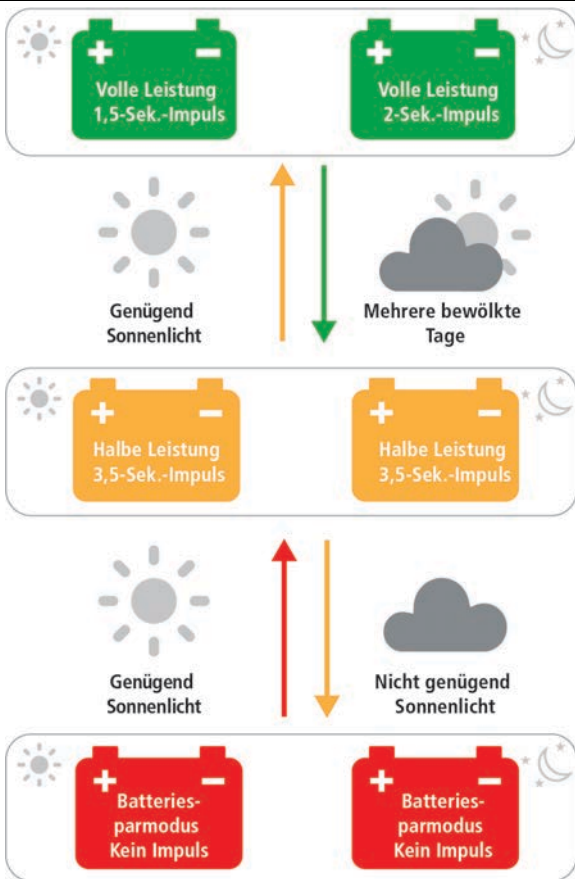 + −
Volle Leistung
1,5-Sek.-Impuls
+ −
Volle Leistung
2-Sek.-Impuls
Genügend
Sonnenlicht
Mehrere bewölkte
Tage
+ −
Halbe Leistung
3,5-Sek.-Impuls
+ −
Halbe Leistung
3,5-Sek.-Impuls
Genügend
Sonnenlicht
Nicht genügend
Sonnenlicht
+ −
Batteries-
parmodus
Kein Impuls
+ −
Batteries-
parmodus
Kein Impuls